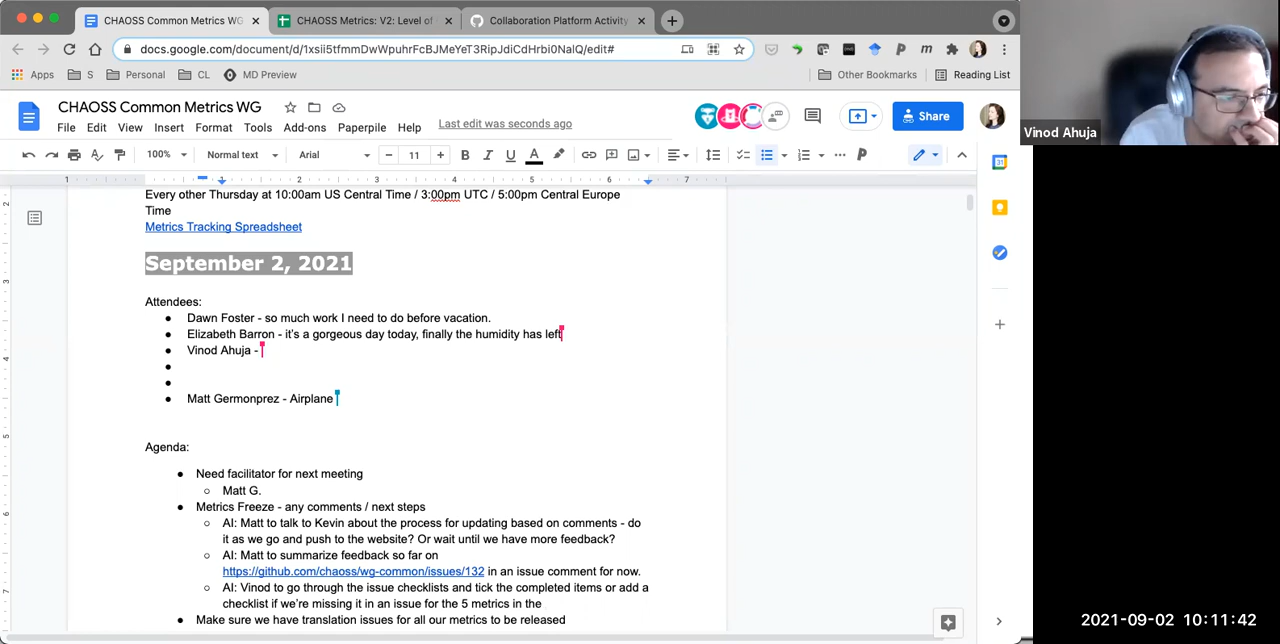 CHAOSS Common Metrics WG
CHAOSS Metrics: V2: Level of
Collaboration Platform Activity
docs.google.com/document/d/1xsii5tfmmDwWpuhrFcBJMeYeT3RipJdiCdHrbi0NaIQ/edit#
Apps S Personal CL MD Preview Other Bookmarks Reading List
CHAOSS Common Metrics WG
File Edit View Insert Format Tools Add-ons Paperpile Help Last edit was seconds ago
Share
100% Normal text Arial 11
Every other Thursday at 10:00am US Central Time / 3:00pm UTC / 5:00pm Central Europe
Time
Metrics Tracking Spreadsheet
September 2, 2021
Attendees:
Dawn Foster - so much work I need to do before vacation.
Elizabeth Barron - it's a gorgeous day today, finally the humidity has left
Vinod Ahuja -
Matt Germonprez - Airplane
Agenda:
Need facilitator for next meeting
Matt G.
Metrics Freeze - any comments / next steps
AI: Matt to talk to Kevin about the process for updating based on comments - do
it as we go and push to the website? Or wait until we have more feedback?
AI: Matt to summarize feedback so far on
https://github.com/chaoss/wg-common/issues/132 in an issue comment for now.
AI: Vinod to go through the issue checklists and tick the completed items or add a
checklist if we're missing it in an issue for the 5 metrics in the
Make sure we have translation issues for all our metrics to be released
Vinod Ahuja
2021-09-02 10:11:42